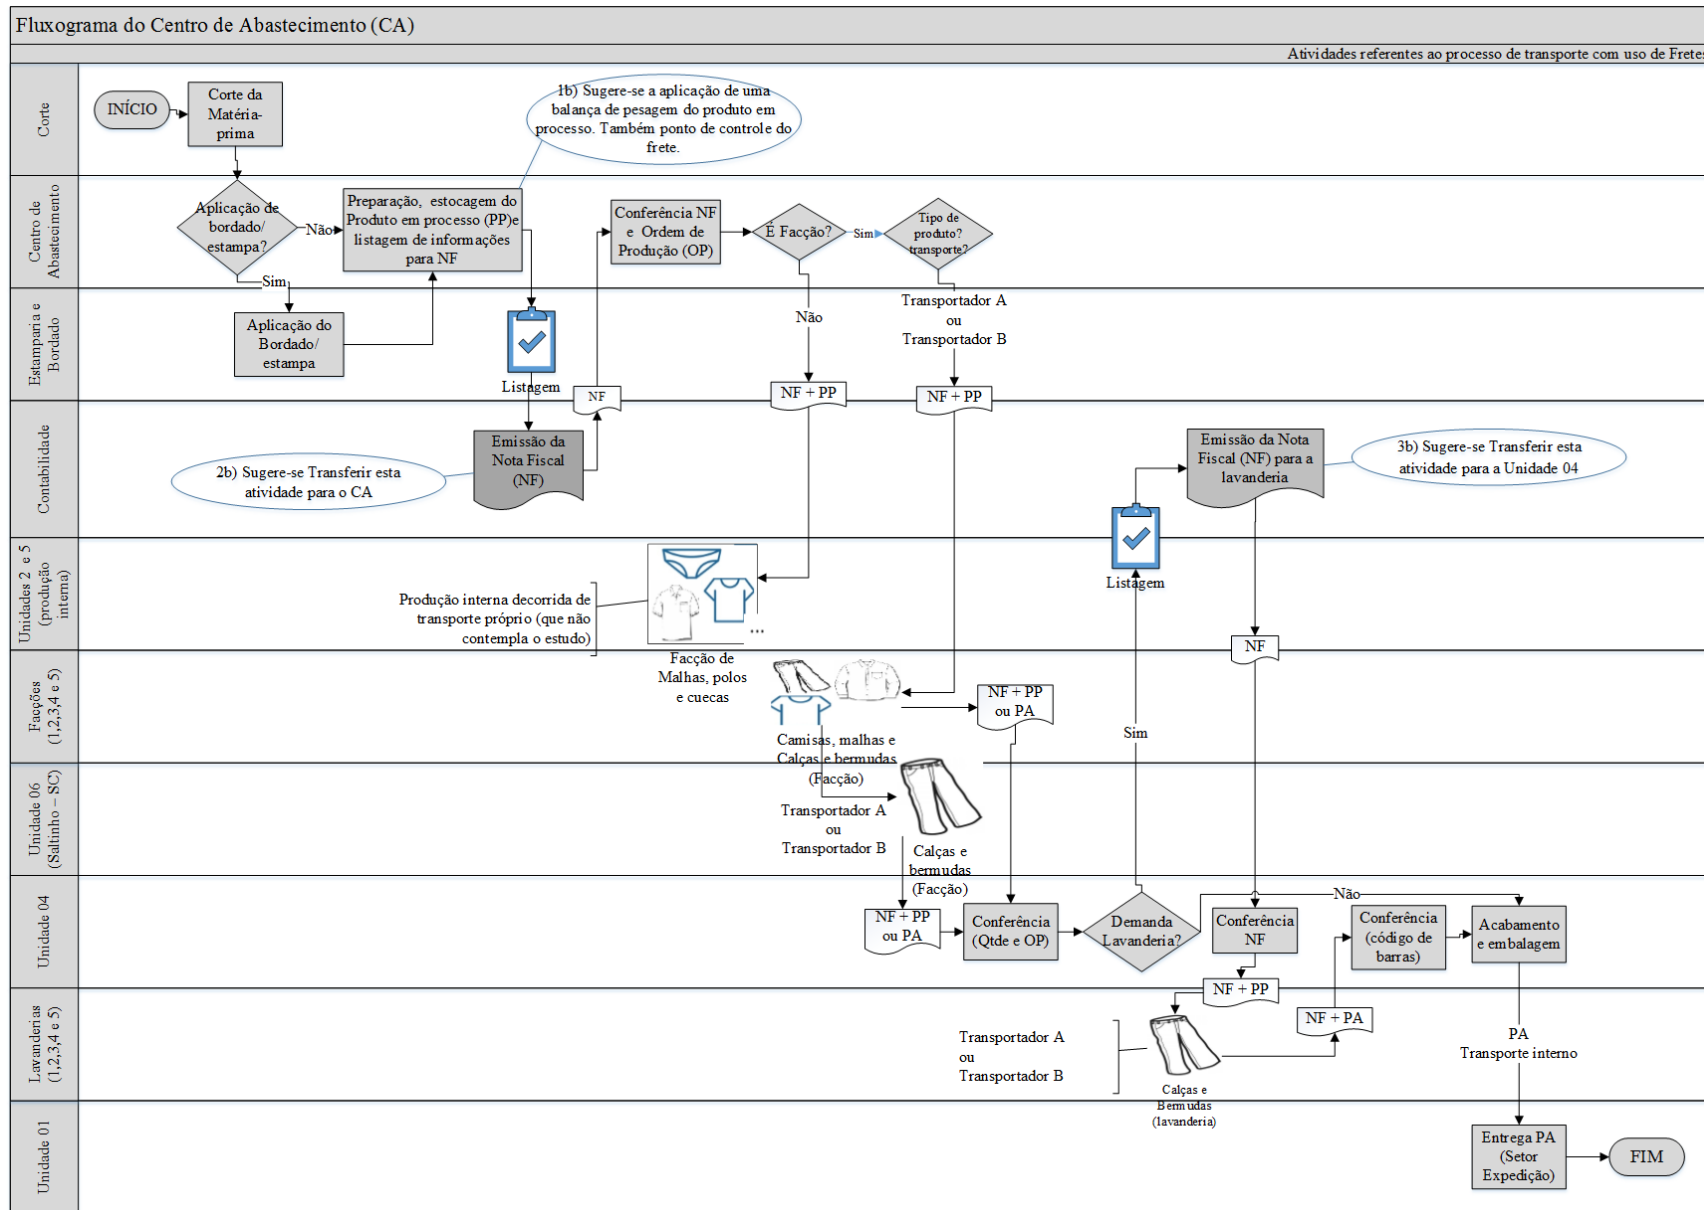 Fluxograma do Centro de Abastecimento (CA)
Atividades referentes ao processo de transporte com uso de Fretes
Corte
INÍCIO
Corte da
Matéria-
prima
1b) Sugere-se a aplicação de uma
balança de pesagem do produto em
processo. Também ponto de controle do
frete.
Centro de
Abastecimento
Aplicação de
bordado/
estampa?
Não
Sim
Preparação, estocagem do
Produto em processo (PP)e
listagem de informações
para NF
Conferência NF
e Ordem de
Produção (OP)
É Facção?
Sim
Tipo de
produto?
transporte?
Estamparia e
Bordado
Aplicação do
Bordado/
estampa
Listagem
NF
Não
NF + PP
Transportador A
ou
Transportador B
NF + PP
Contabilidade
2b) Sugere-se Transferir esta
atividade para o CA
Emissão da
Nota Fiscal
(NF)
Emissão da Nota
Fiscal (NF) para a
lavanderia
3b) Sugere-se Transferir esta
atividade para a Unidade 04
Unidades 2 e 5
(produção
interna)
Produção interna decorrida de
transporte próprio (que não
contempla o estudo)
...
Listagem
NF
Facções
(1,2,3,4 e 5)
Facção de
Malhas, polos
e cuecas
NF + PP
ou PA
Camisas, malhas e
Calças e bermudas
(Facção)
Sim
Unidade 06
(Saltinho – SC)
Transportador A
ou
Transportador B
Calças e
bermudas
(Facção)
Unidade 04
NF + PP
ou PA
Conferência
(Qtde e OP)
Demanda
Lavanderia?
Não
Conferência
NF
Conferência
(código de
barras)
Acabamento
e embalagem
Lavanderias
(1,2,3,4 e 5)
NF + PP
Transportador A
ou
Transportador B
Calças e
Bermudas
(lavanderia)
NF + PA
PA
Transporte interno
Unidade 01
Entrega PA
(Setor
Expedição)
FIM